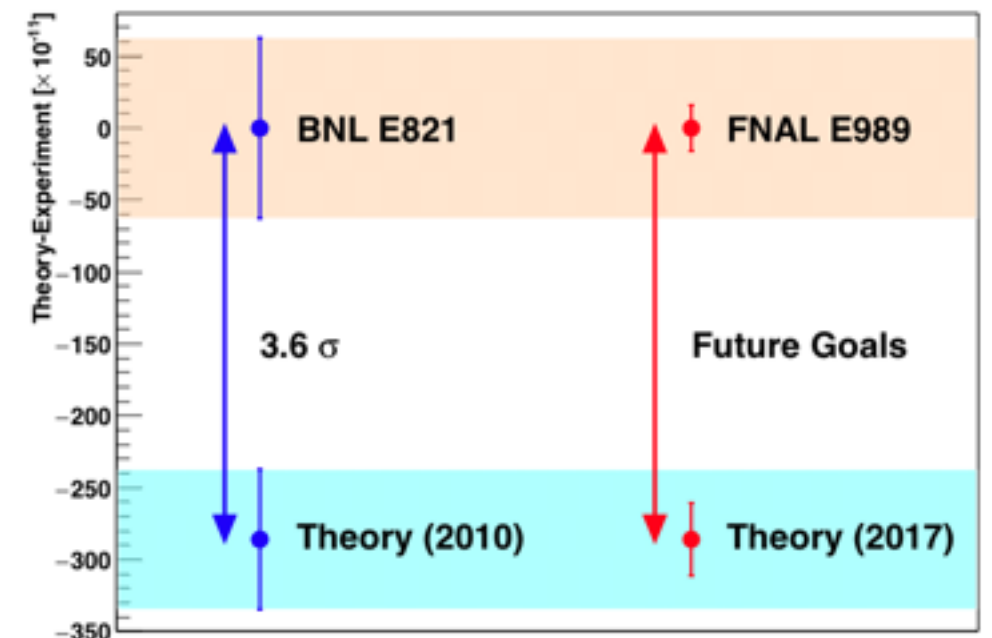 Theory-Experiment [× 10⁻¹¹]
50
0
−50
−100
−150
−200
−250
−300
−350
BNL E821
FNAL E989
3.6 σ
Future Goals
Theory (2010)
Theory (2017)